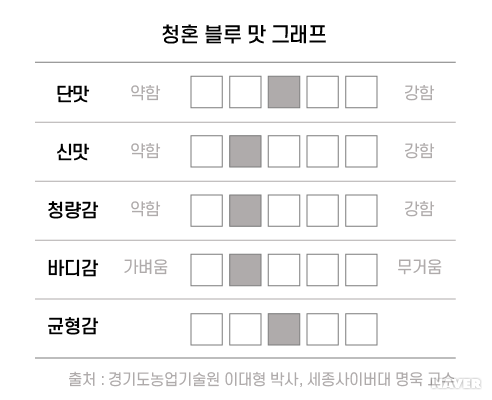 청혼 블루 맛 그래프
단맛 약함 강함
신맛 약함 강함
청량감 약함 강함
바디감 가벼움 무거움
균형감
출처 : 경기도농업기술원 이대형 박사, 세종사이버대 명욱 교수
NAVER